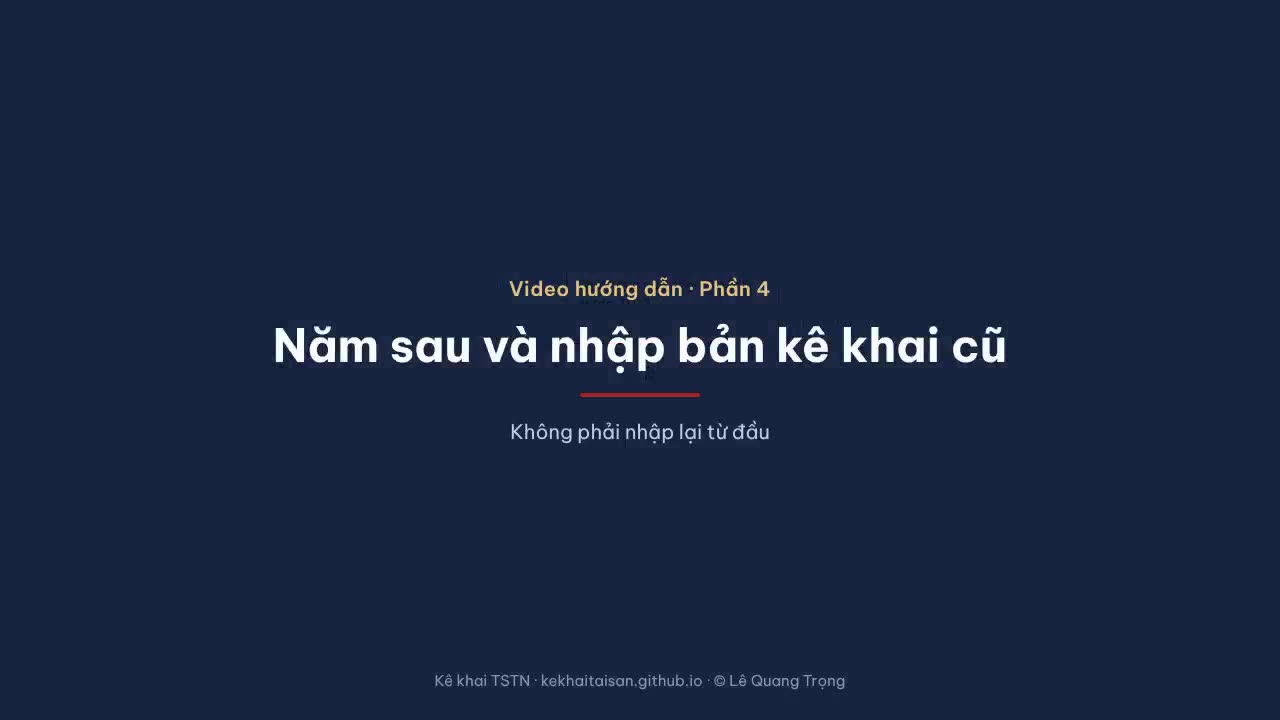 Video hướng dẫn · Phần 4
Năm sau và nhập bản kê khai cũ
Không phải nhập lại từ đầu
Kê khai TSTN · kekhaitaisan.github.io · © Lê Quang Trọng